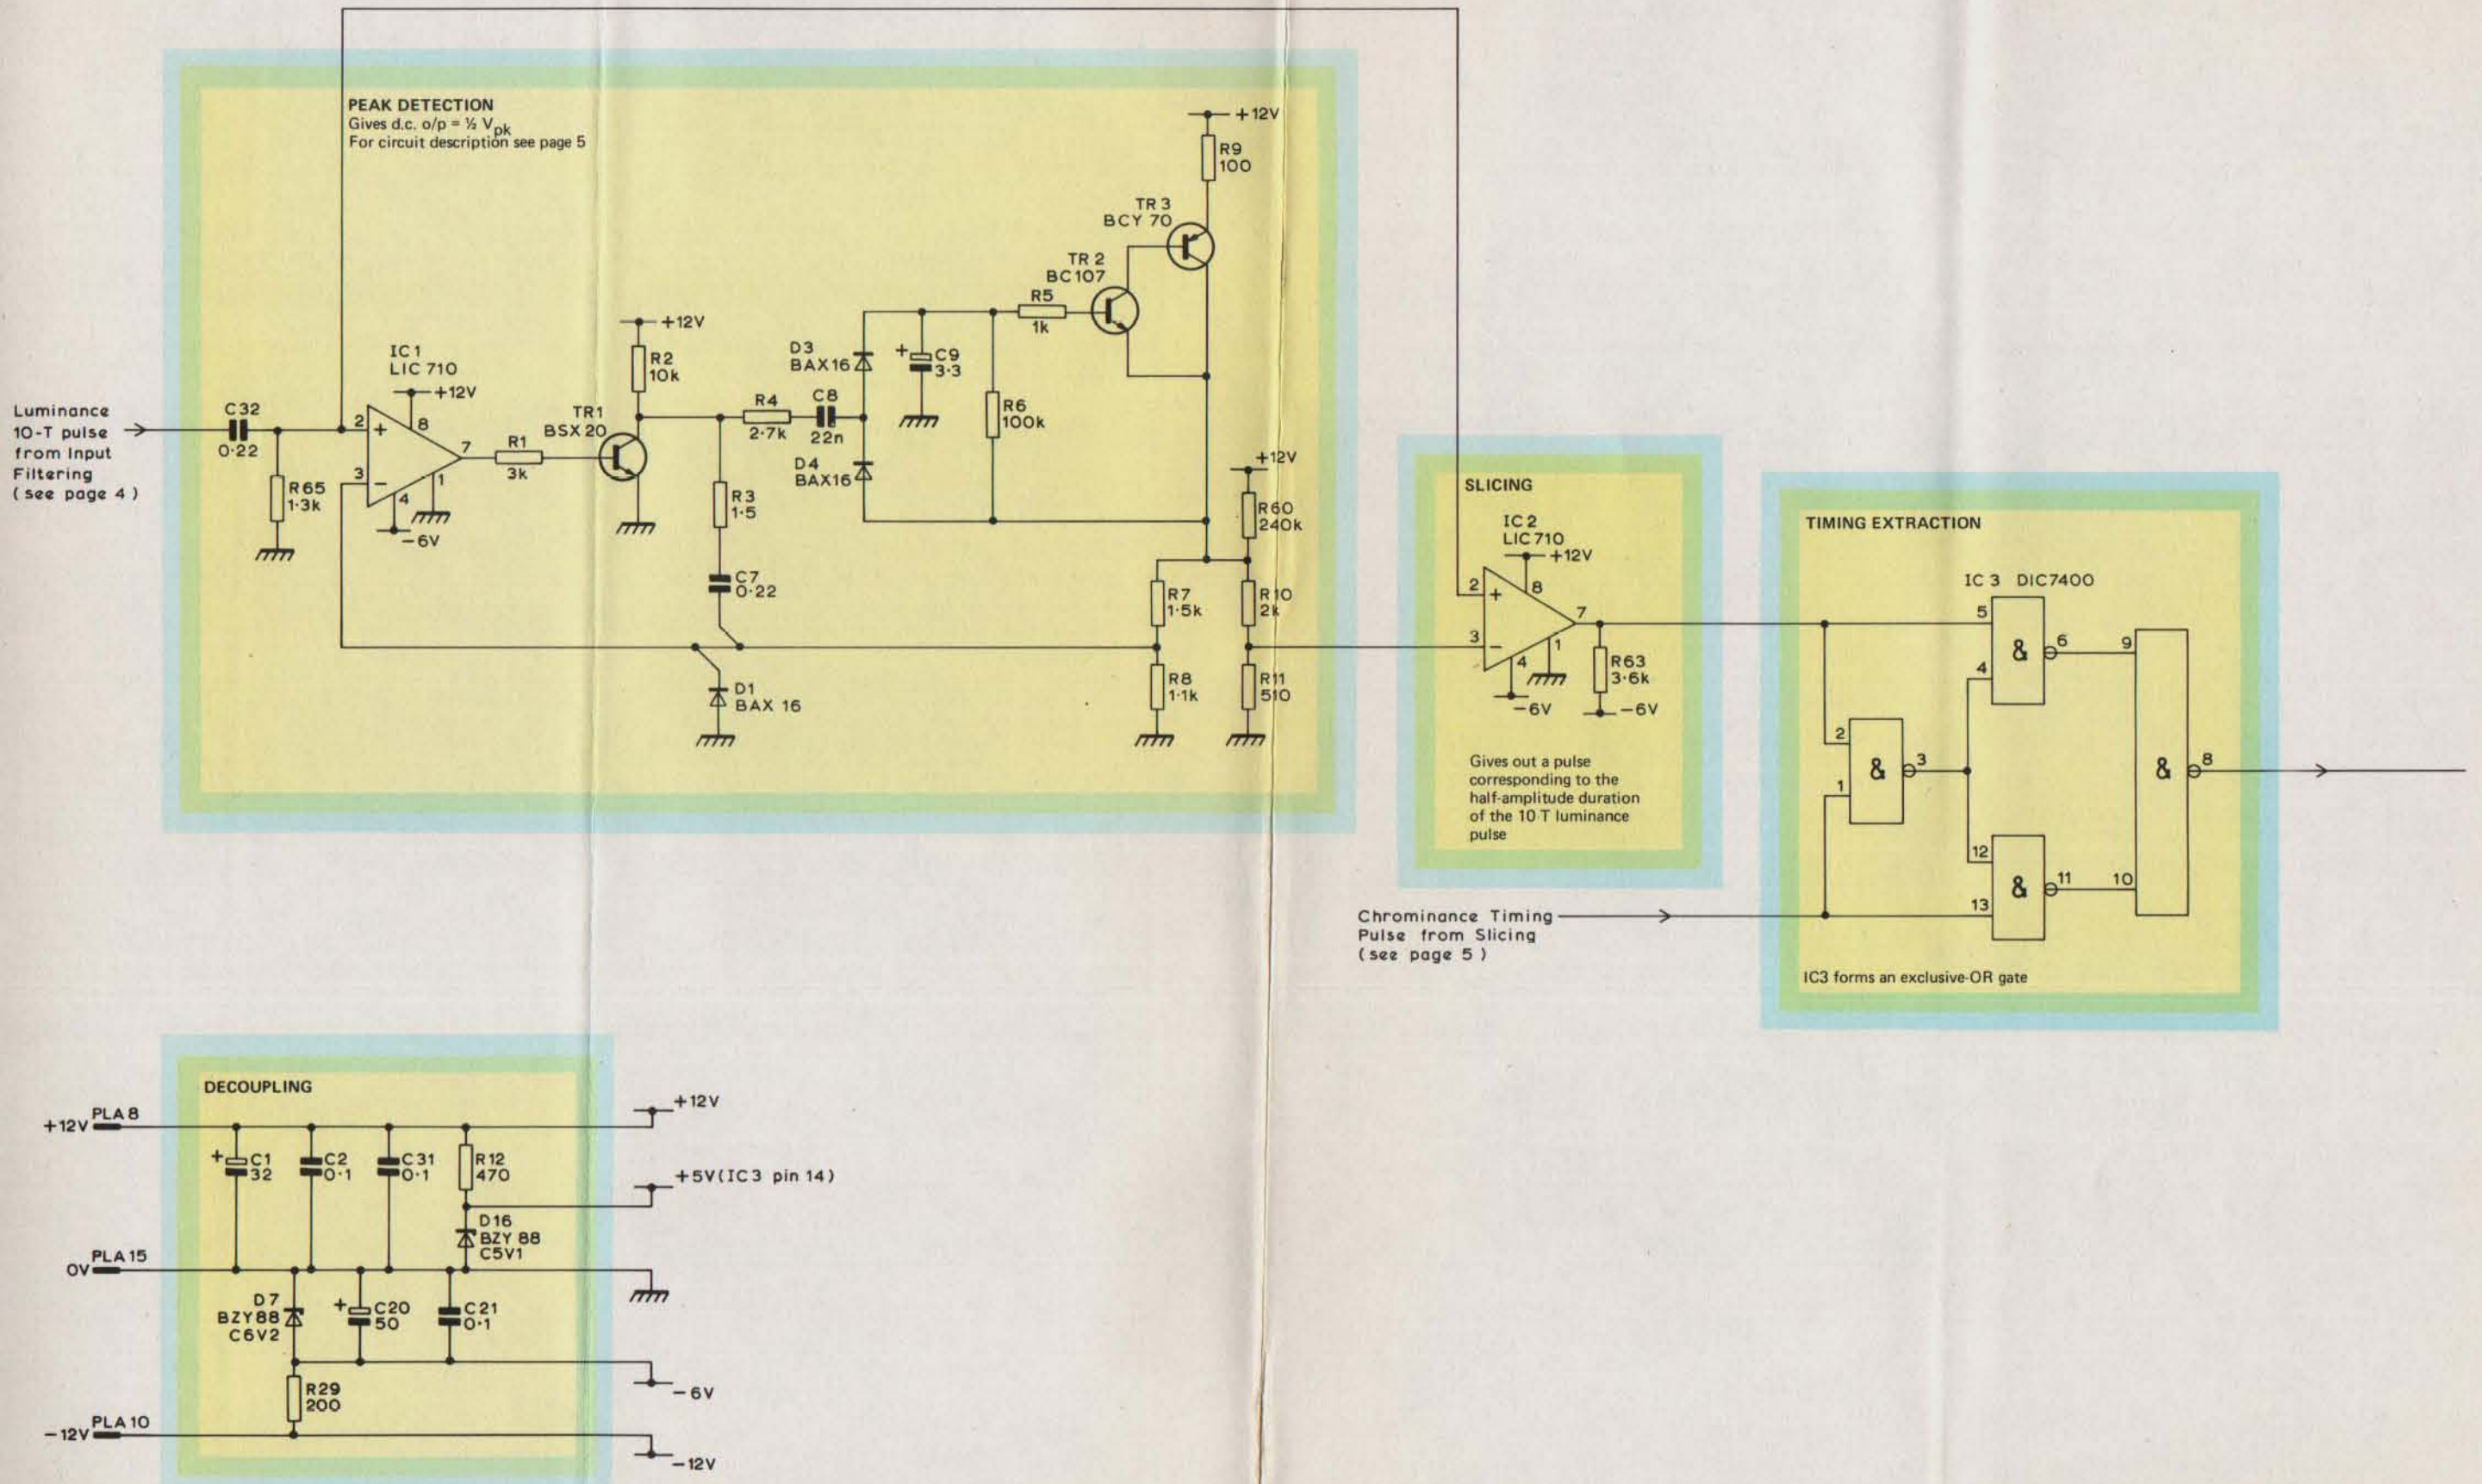 PEAK DETECTION
Gives d.c. o/p = ½ Vpk
For circuit description see page 5
+12V
R9
100
TR 3
BCY 70
TR 2
BC107
R5
1k
+12V
R2
10k
D3
BAX16
+
C9
3·3
IC 1
LIC 710
+12V
8
Luminance
10-T pulse
from Input
Filtering
( see page 4 )
C32
0·22
R65
1·3k
2
+
3
−
7
4
1
−6V
R1
3k
TR1
BSX 20
R4
2·7k
C8
22n
R6
100k
D4
BAX16
R3
1·5
C7
0·22
D1
BAX 16
+12V
R60
240k
R7
1·5k
R10
2k
R8
1·1k
R11
510
SLICING
IC 2
LIC 710
+12V
8
2
+
3
−
7
4
1
−6V
R63
3·6k
−6V
Gives out a pulse
corresponding to the
half-amplitude duration
of the 10 T luminance
pulse
TIMING EXTRACTION
IC 3 DIC7400
5
4
&
6
9
2
1
&
3
&
8
12
13
&
11
10
IC3 forms an exclusive-OR gate
Chrominance Timing
Pulse from Slicing
( see page 5 )
DECOUPLING
+12V
PLA 8
+12V
+
C1
32
C2
0·1
C31
0·1
R12
470
+5V(IC3 pin 14)
D16
BZY 88
C5V1
0V
PLA 15
D7
BZY88
C6V2
+
C20
50
C21
0·1
−6V
R29
200
−12V
PLA 10
−12V